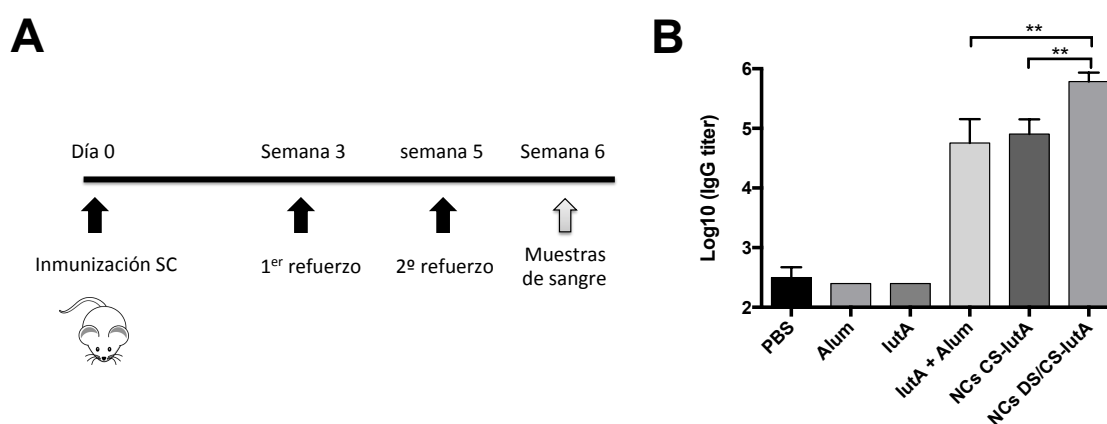 A
Día 0
Semana 3
semana 5
Semana 6
Inmunización SC
1er refuerzo
2º refuerzo
Muestras
de sangre
B
**
**
Log10 (IgG titer)
6
5
4
3
2
PBS
Alum
IutA
IutA + Alum
NCs CS-IutA
NCs DS/CS-IutA